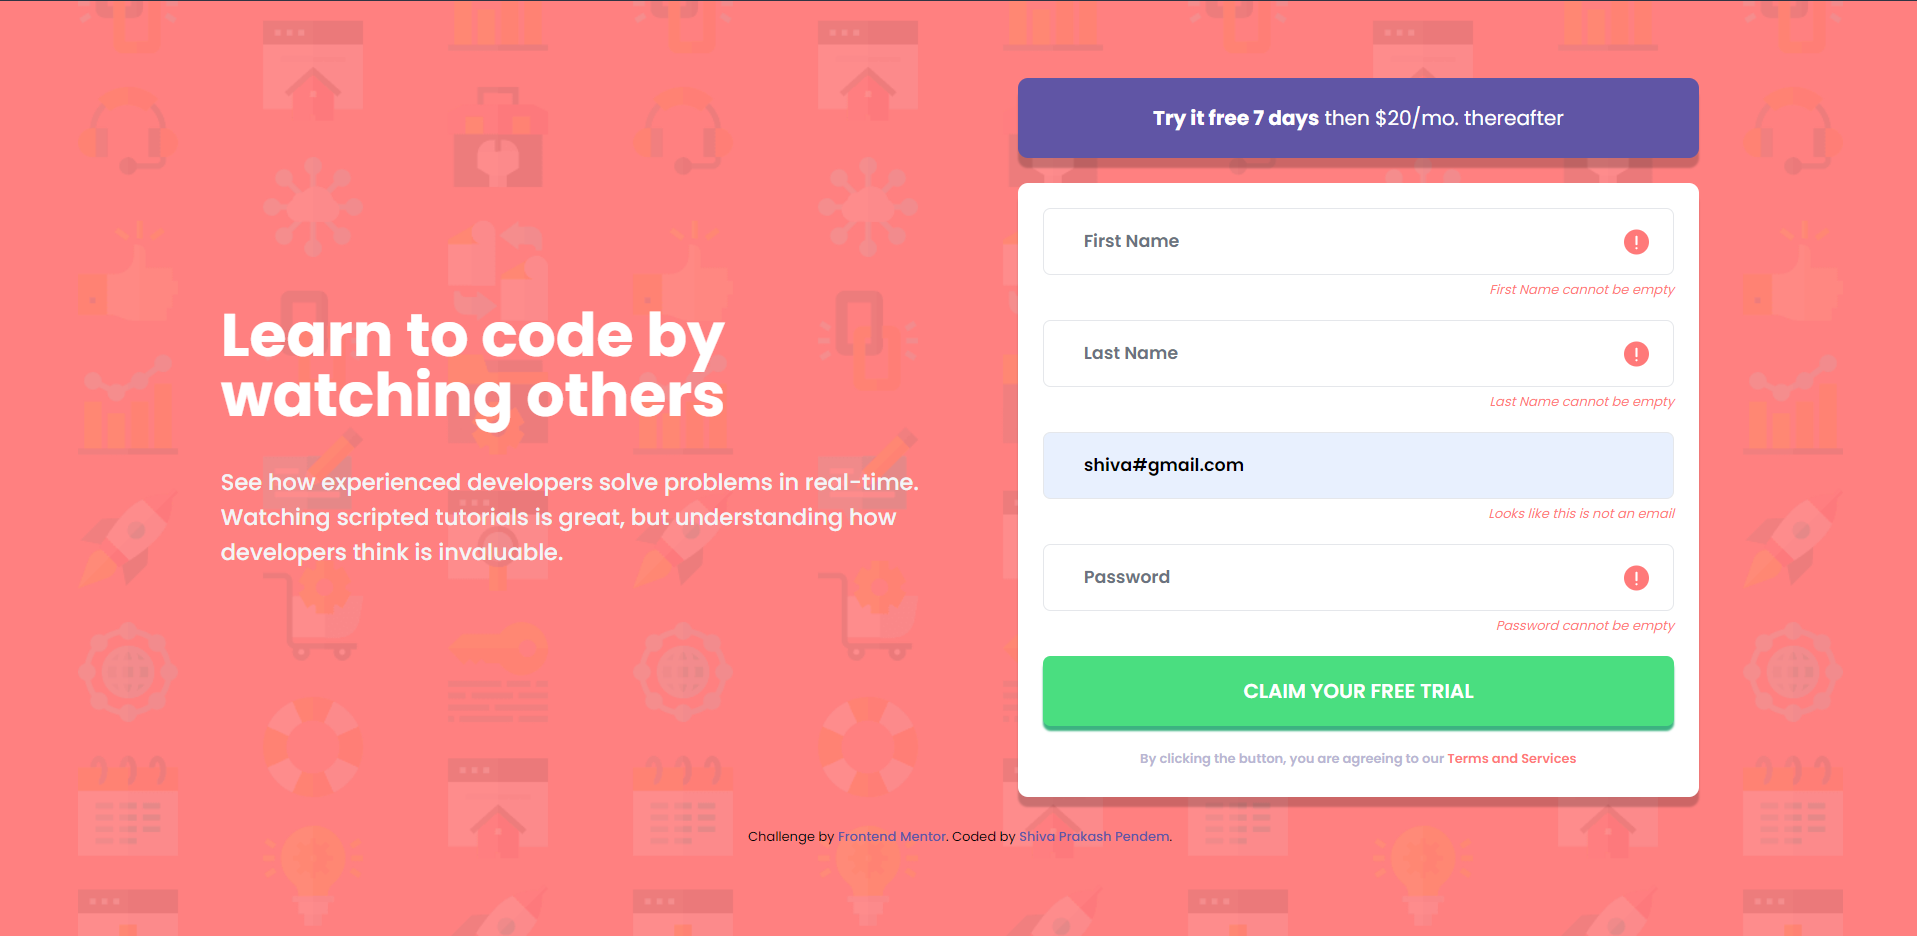 Learn to code by
watching others
See how experienced developers solve problems in real-time.
Watching scripted tutorials is great, but understanding how
developers think is invaluable.
Try it free 7 days then $20/mo. thereafter
First Name
First Name cannot be empty
Last Name
Last Name cannot be empty
shiva#gmail.com
Looks like this is not an email
Password
Password cannot be empty
CLAIM YOUR FREE TRIAL
By clicking the button, you are agreeing to our Terms and Services
Challenge by Frontend Mentor. Coded by Shiva Prakash Pendem.